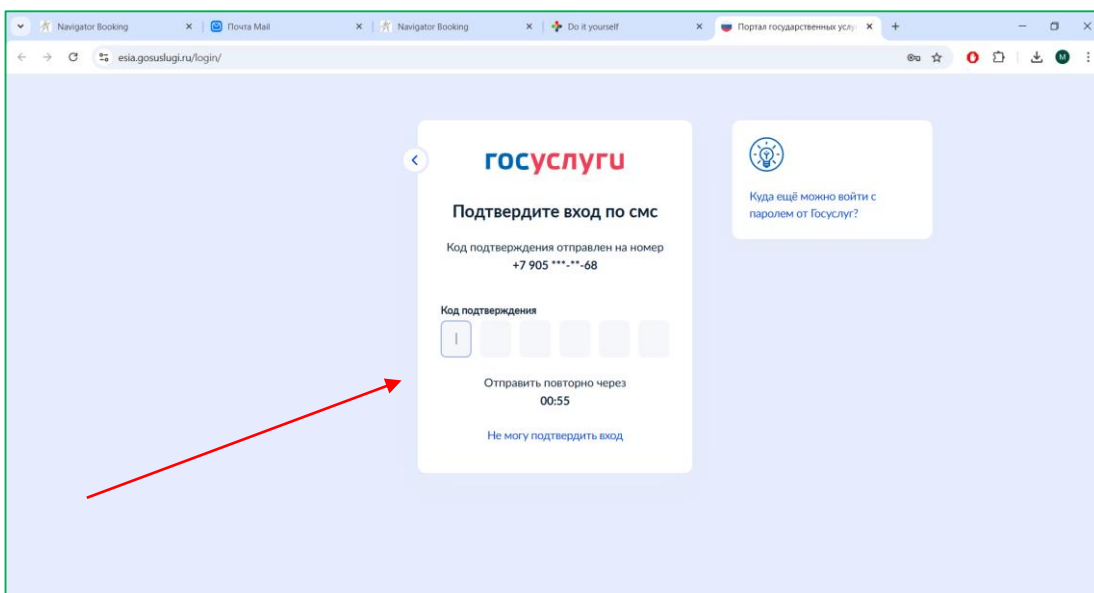 Navigator Booking
Почта Mail
Navigator Booking
Do it yourself
Портал государственных услу
esia.gosuslugi.ru/login/
M
госуслуги
Подтвердите вход по смс
Код подтверждения отправлен на номер
+7 905 ***-**-68
Код подтверждения
Отправить повторно через
00:55
Не могу подтвердить вход
Куда ещё можно войти с
паролем от Госуслуг?